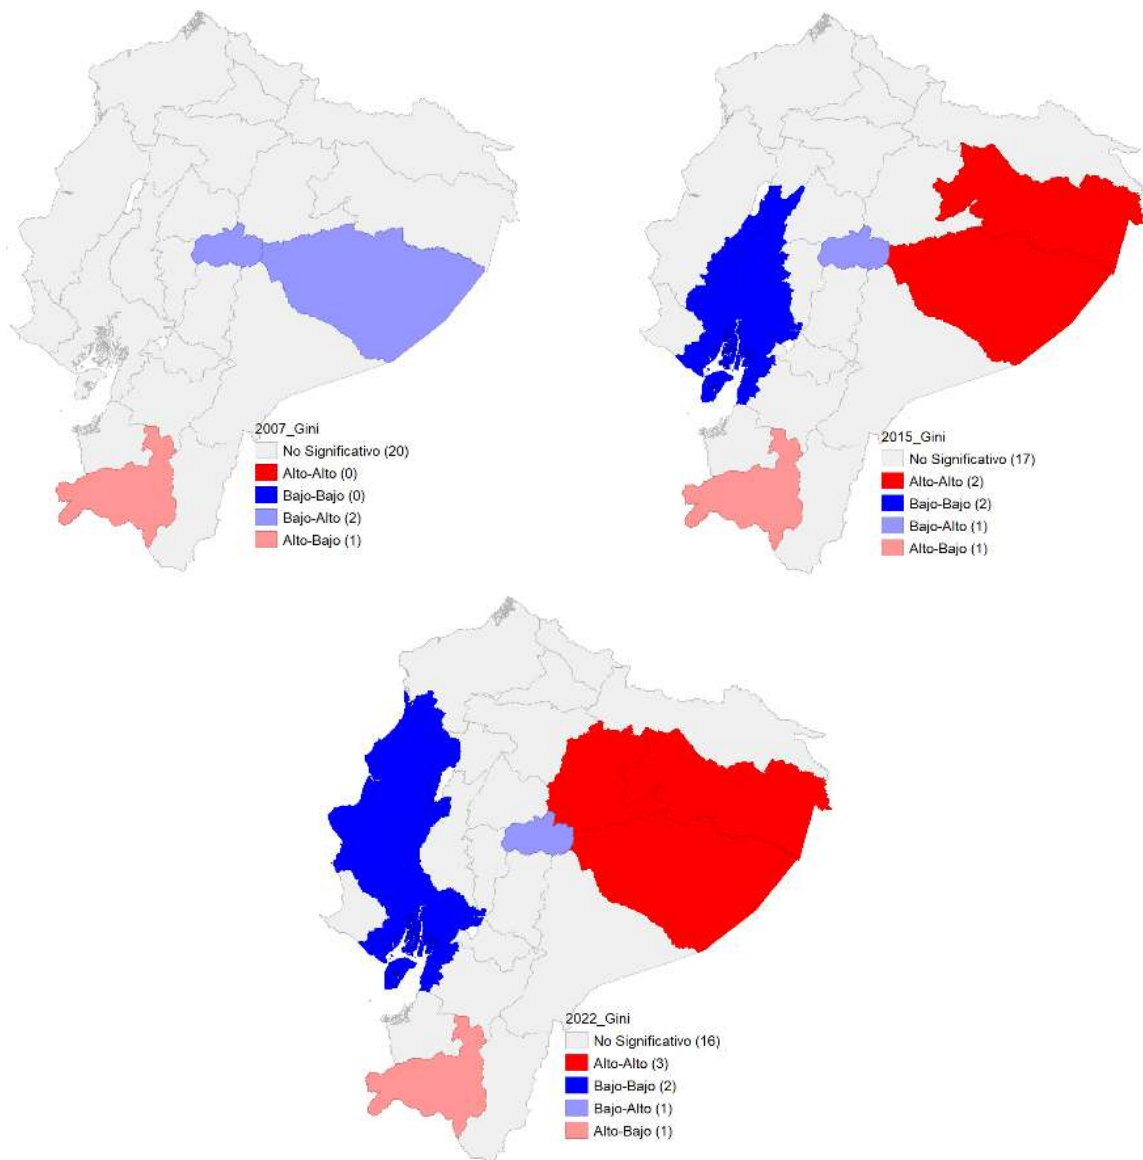 2007_Gini
No Significativo (20)
Alto-Alto (0)
Bajo-Bajo (0)
Bajo-Alto (2)
Alto-Bajo (1)
2015_Gini
No Significativo (17)
Alto-Alto (2)
Bajo-Bajo (2)
Bajo-Alto (1)
Alto-Bajo (1)
2022_Gini
No Significativo (16)
Alto-Alto (3)
Bajo-Bajo (2)
Bajo-Alto (1)
Alto-Bajo (1)